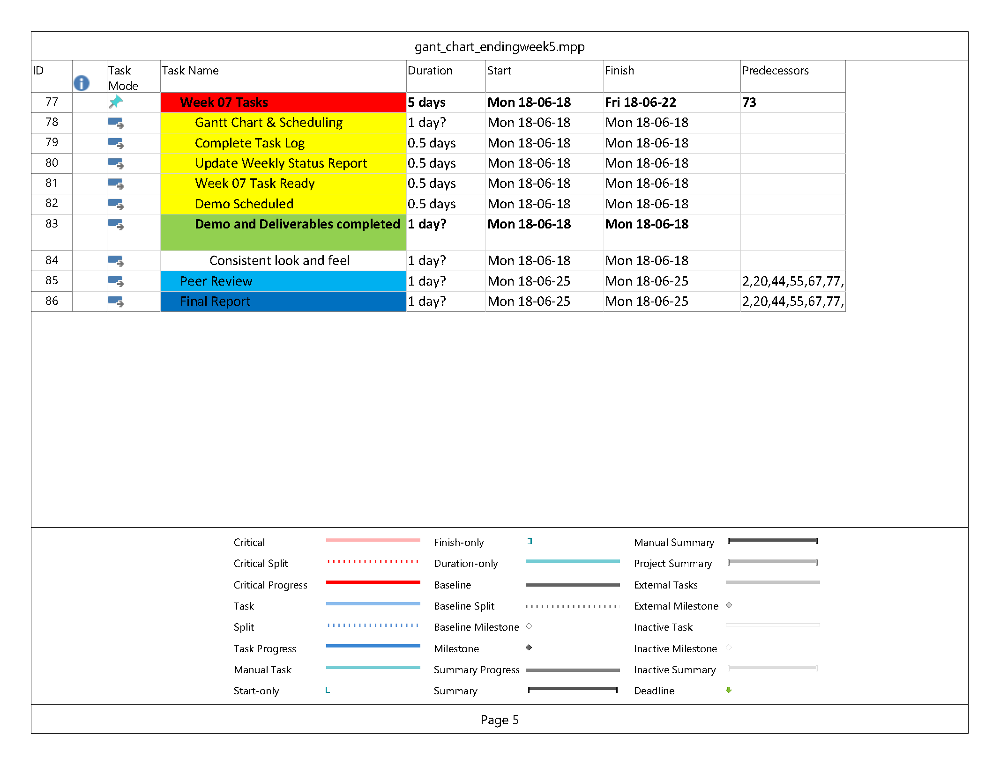 gant_chart_endingweek5.mpp
ID Task Mode Task Name Duration Start Finish Predecessors
77 Week 07 Tasks 5 days Mon 18-06-18 Fri 18-06-22 73
78 Gantt Chart & Scheduling 1 day? Mon 18-06-18 Mon 18-06-18
79 Complete Task Log 0.5 days Mon 18-06-18 Mon 18-06-18
80 Update Weekly Status Report 0.5 days Mon 18-06-18 Mon 18-06-18
81 Week 07 Task Ready 0.5 days Mon 18-06-18 Mon 18-06-18
82 Demo Scheduled 0.5 days Mon 18-06-18 Mon 18-06-18
83 Demo and Deliverables completed 1 day? Mon 18-06-18 Mon 18-06-18
84 Consistent look and feel 1 day? Mon 18-06-18 Mon 18-06-18
85 Peer Review 1 day? Mon 18-06-25 Mon 18-06-25 2,20,44,55,67,77,
86 Final Report 1 day? Mon 18-06-25 Mon 18-06-25 2,20,44,55,67,77,
Critical Finish-only Manual Summary
Critical Split Duration-only Project Summary
Critical Progress Baseline External Tasks
Task Baseline Split External Milestone
Split Baseline Milestone Inactive Task
Task Progress Milestone Inactive Milestone
Manual Task Summary Progress Inactive Summary
Start-only Summary Deadline
Page 5